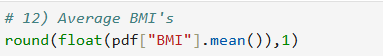 # 12) Average BMI's
round(float(pdf["BMI"].mean()),1)